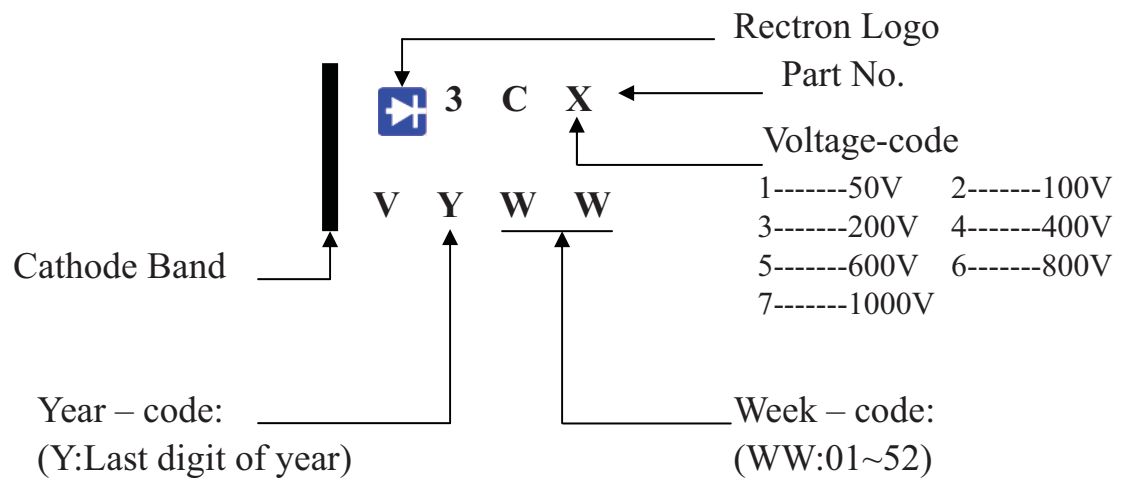 Rectron Logo
3 C X
Part No.
Voltage-code
1-------50V 2-------100V
3-------200V 4-------400V
5-------600V 6-------800V
7-------1000V
V Y W W
Cathode Band
Year – code:
(Y:Last digit of year)
Week – code:
(WW:01~52)